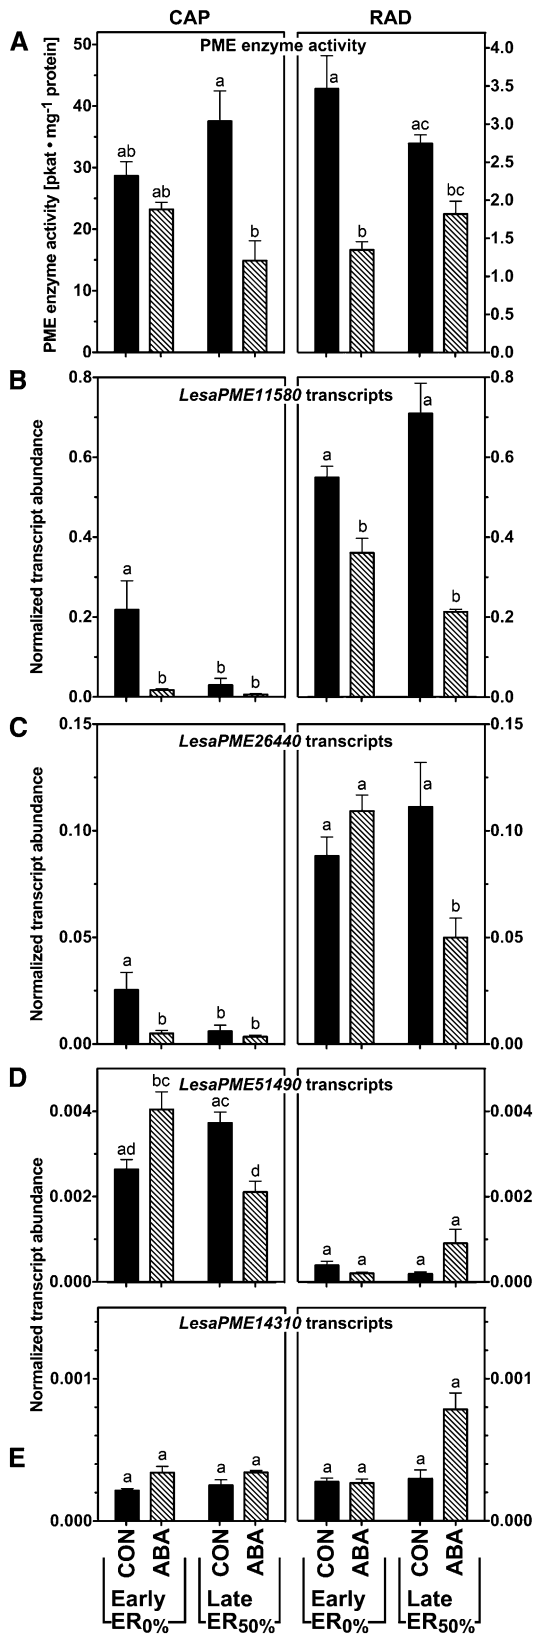 CAP RAD
A PME enzyme activity
PME enzyme activity [pkat • mg-1 protein]
50 40 30 20 10 0
4.0 3.5 3.0 2.5 2.0 1.5 1.0 0.5 0.0
ab ab a b a b ac bc
B LesaPME11580 transcripts
Normalized transcript abundance
0.8 0.6 0.4 0.2 0.0
0.8 0.6 0.4 0.2 0.0
a b b b a b a b
C LesaPME26440 transcripts
Normalized transcript abundance
0.15 0.10 0.05 0.00
0.15 0.10 0.05 0.00
a b b b a a a b
D LesaPME51490 transcripts
Normalized transcript abundance
0.004 0.002 0.000
0.004 0.002 0.000
ad bc ac d a a a a
LesaPME14310 transcripts
0.001 0.000
0.001 0.000
E
a a a a a a a a
CON ABA CON ABA CON ABA CON ABA
Early Late Early Late
ER0% ER50% ER0% ER50%